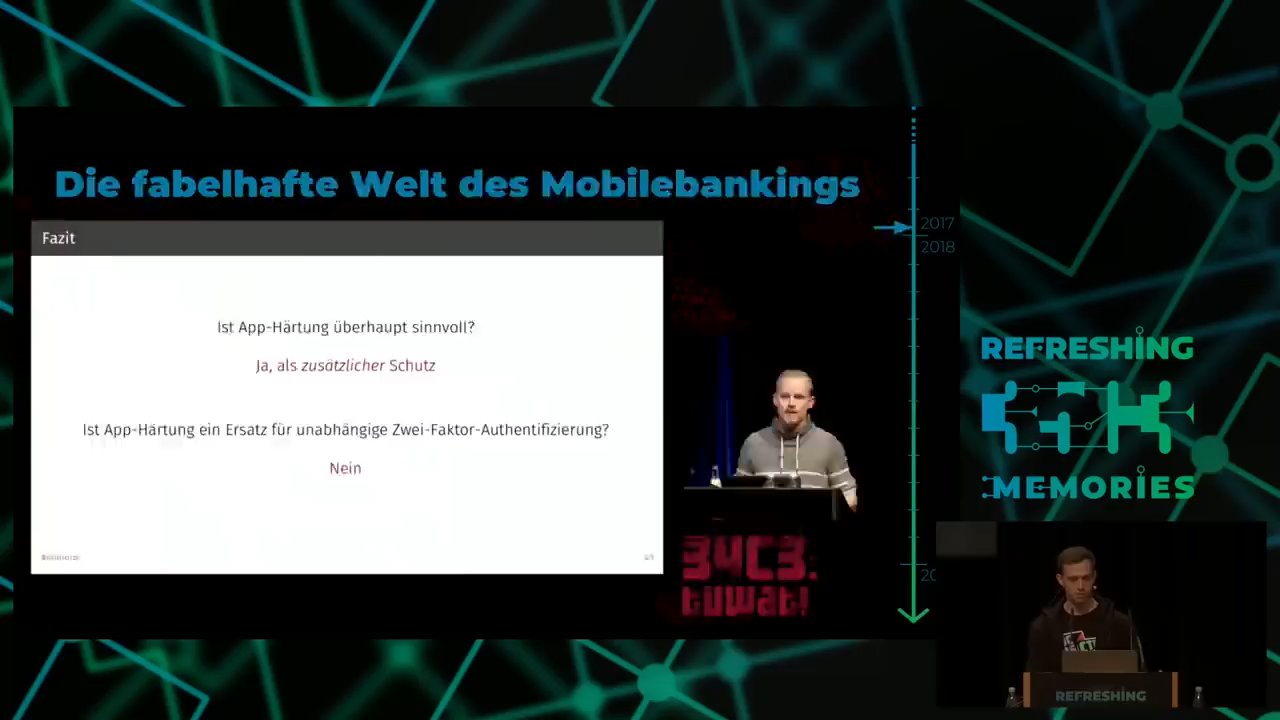 Die fabelhafte Welt des Mobilebankings
Fazit
Ist App-Härtung überhaupt sinnvoll?
Ja, als zusätzlicher Schutz
Ist App-Härtung ein Ersatz für unabhängige Zwei-Faktor-Authentifizierung?
Nein
34C3:
tuwat!
2017
2018
20
REFRESHING
MEMORIES
REFRESHING